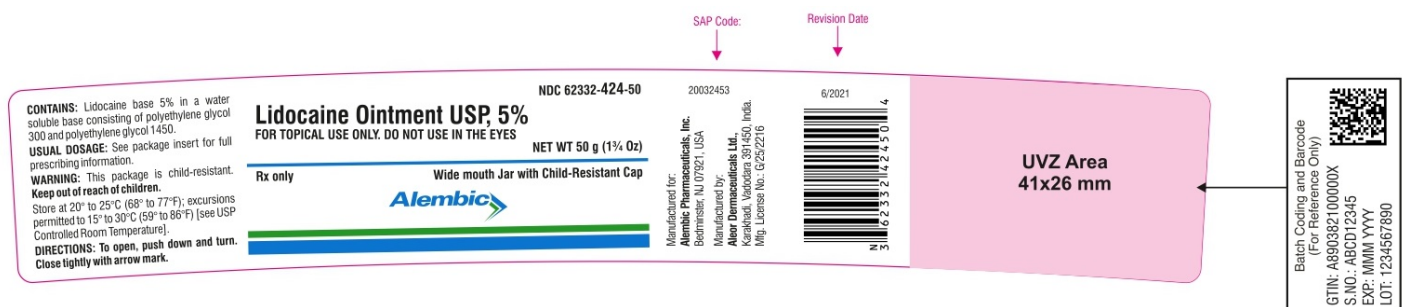 SAP Code:
Revision Date
CONTAINS: Lidocaine base 5% in a water
soluble base consisting of polyethylene glycol
300 and polyethylene glycol 1450.
USUAL DOSAGE: See package insert for full
prescribing information.
WARNING: This package is child-resistant.
Keep out of reach of children.
Store at 20° to 25°C (68° to 77°F); excursions
permitted to 15° to 30°C (59° to 86°F) [see USP
Controlled Room Temperature].
DIRECTIONS: To open, push down and turn.
Close tightly with arrow mark.
NDC 62332-424-50
Lidocaine Ointment USP, 5%
FOR TOPICAL USE ONLY. DO NOT USE IN THE EYES
NET WT 50 g (1¾ Oz)
Rx only
Wide mouth Jar with Child-Resistant Cap
Alembic
20032453
Manufactured for:
Alembic Pharmaceuticals, Inc.
Bedminster, NJ 07921, USA
Manufactured by:
Aleor Dermaceuticals Ltd.,
Karakhadi, Vadodara 391450, India.
Mfg. License No.: G/25/2216
6/2021
N 3 62332 42450 4
UVZ Area
41x26 mm
Batch Coding and Barcode
(For Reference Only)
GTIN: A8903821000000X
S.NO.: ABCD12345
EXP.: MMM YYYY
LOT: 1234567890